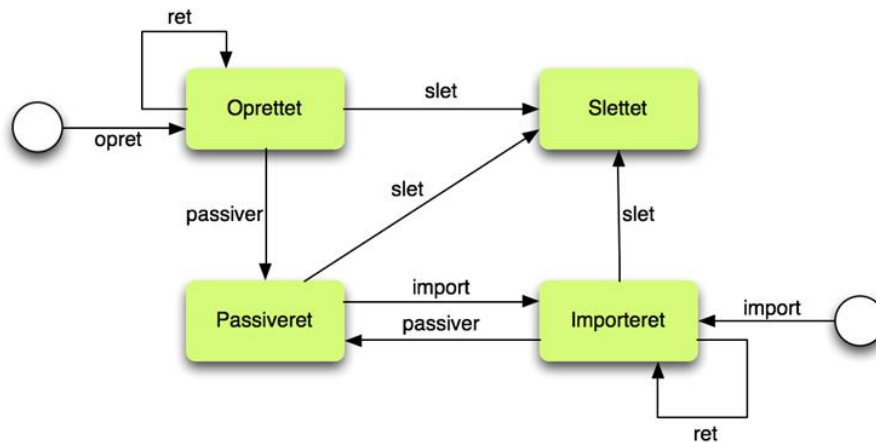 ret
Oprettet
slet
Slettet
opret
passiver
slet
slet
Passiveret
import
passiver
Importeret
import
ret